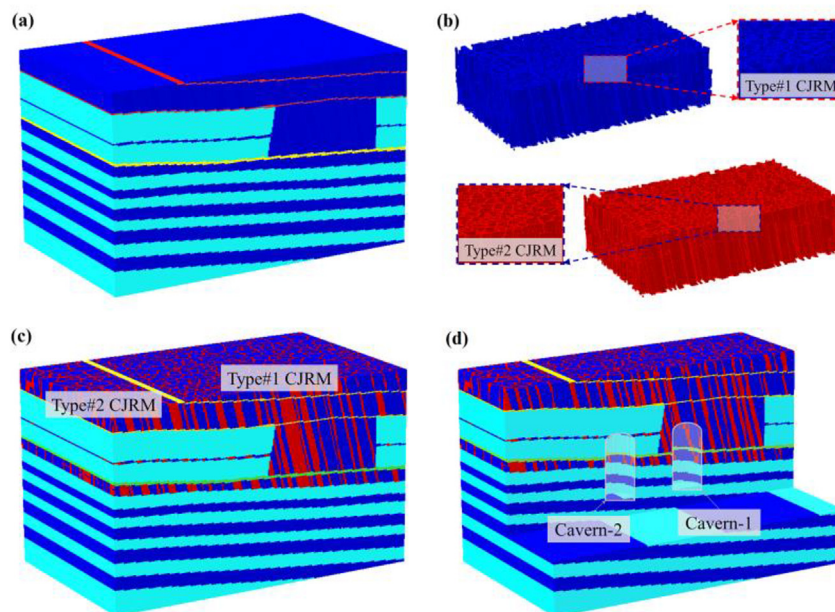 (a)
(b)
Type#1 CJRM
Type#2 CJRM
(c)
Type#1 CJRM
Type#2 CJRM
(d)
Cavern-2
Cavern-1